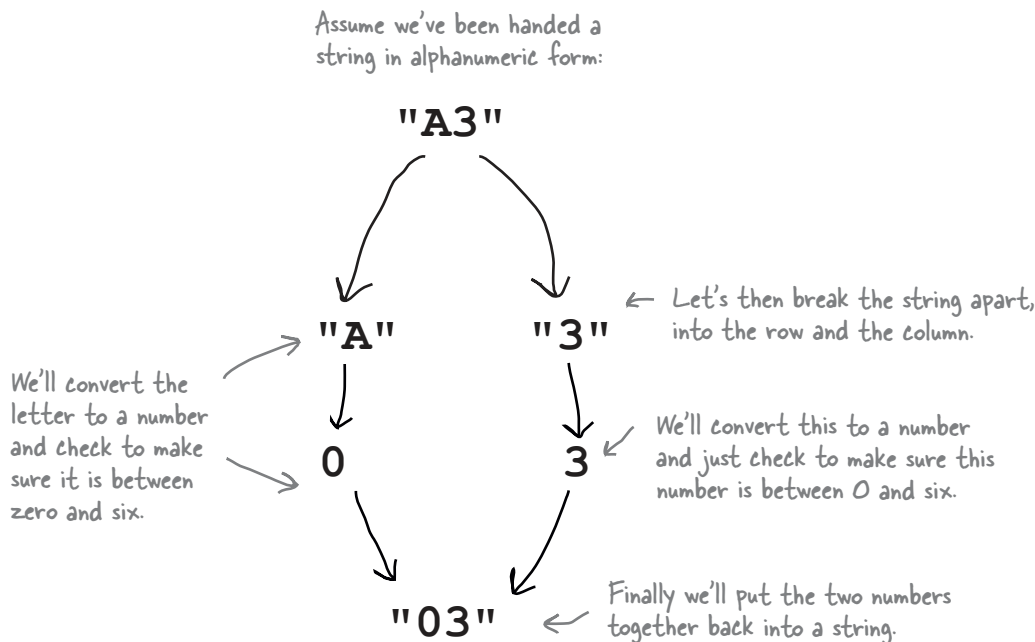 Assume we've been handed a
string in alphanumeric form:
"A3"
"A"
"3"
Let's then break the string apart,
into the row and the column.
We'll convert the
letter to a number
and check to make
sure it is between
zero and six.
0
3
We'll convert this to a number
and just check to make sure this
number is between 0 and six.
"03"
Finally we'll put the two numbers
together back into a string.